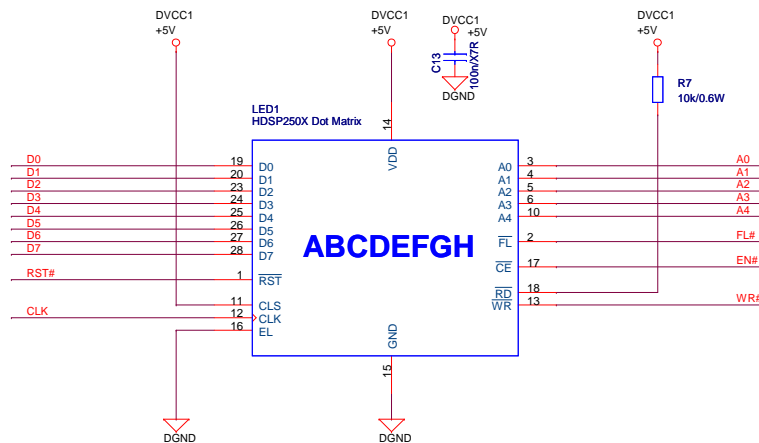 DVCC1
+5V
DVCC1
+5V
DVCC1
+5V
C13
100n/X7R
DGND
DVCC1
+5V
R7
10k/0.6W
LED1
HDSP250X Dot Matrix
14
VDD
D0 19 D0
D1 20 D1
D2 23 D2
D3 24 D3
D4 25 D4
D5 26 D5
D6 27 D6
D7 28 D7
RST# 1 RST
11 CLS
CLK 12 CLK
16 EL
ABCDEFGH
A0 3 A0
A1 4 A1
A2 5 A2
A3 6 A3
A4 10 A4
FL 2 FL#
CE 17 EN#
RD 18
WR 13 WR#
GND
15
DGND
DGND